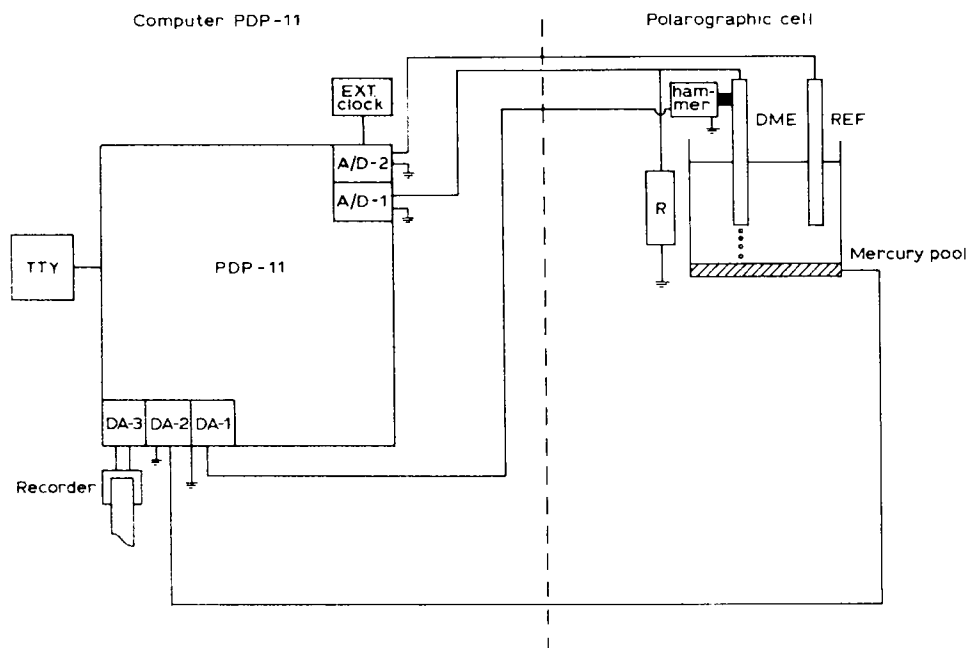 Computer PDP-11
Polarographic cell
EXT.
clock
ham-
mer
DME
REF
A/D-2
A/D-1
R
TTY
PDP-11
Mercury pool
DA-3
DA-2
DA-1
Recorder